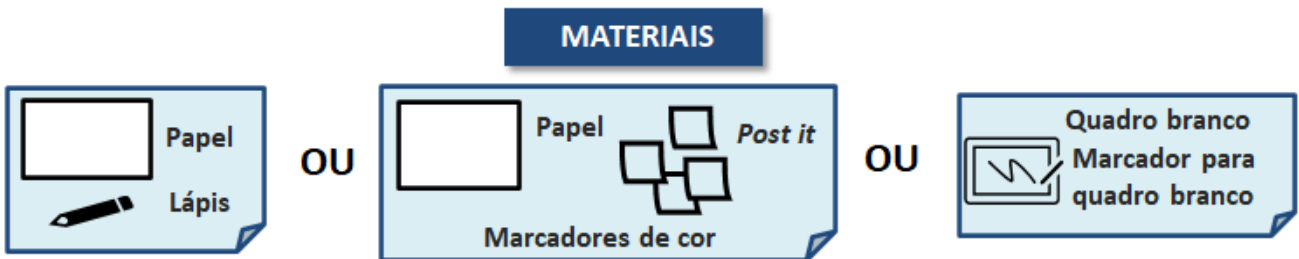 MATERIAIS
Papel
Lápis
OU
Papel
Post it
Marcadores de cor
OU
Quadro branco
Marcador para
quadro branco